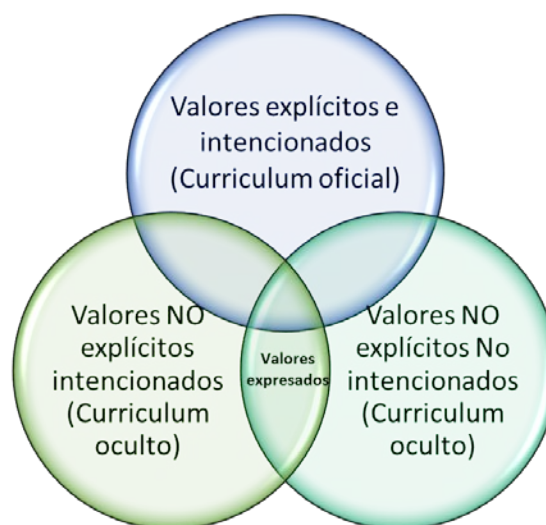 Valores explícitos e
intencionados
(Curriculum oficial)
Valores NO
explícitos
intencionados
(Curriculum
oculto)
Valores
expresados
Valores NO
explícitos No
intencionados
(Curriculum
oculto)